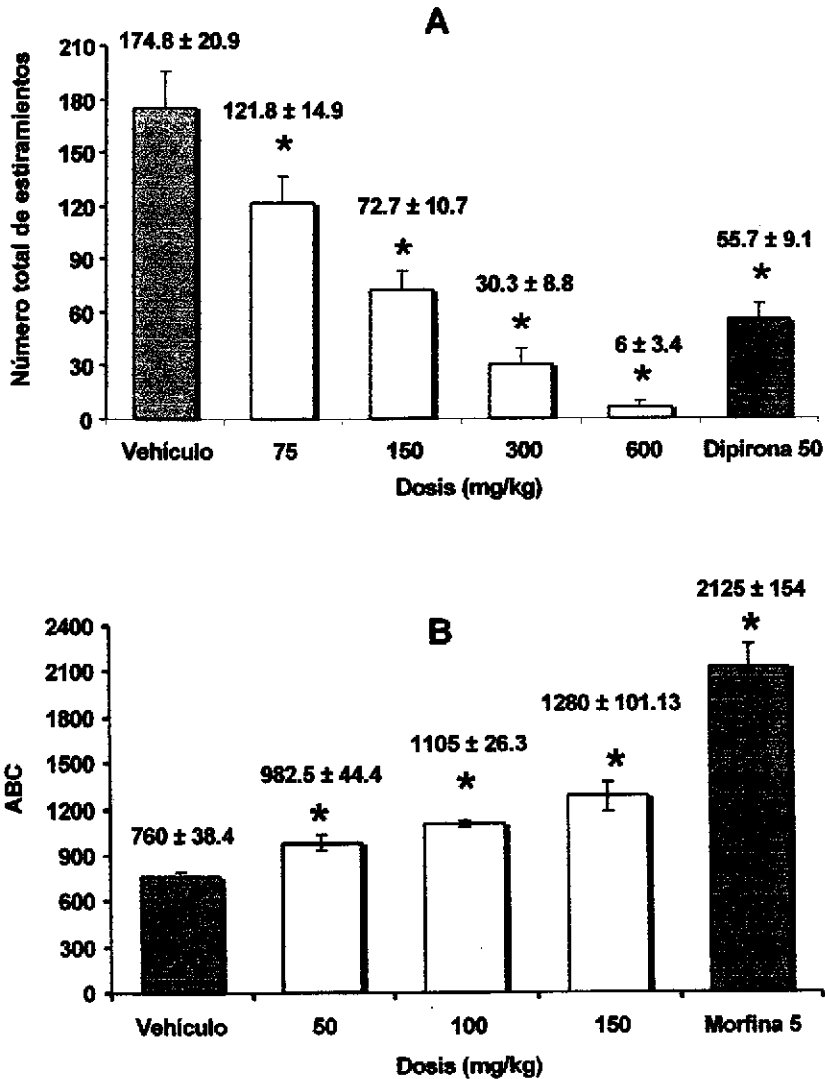 A
174.8 ± 20.9
121.8 ± 14.9
*
72.7 ± 10.7
*
30.3 ± 8.8
*
6 ± 3.4
*
55.7 ± 9.1
*
Número total de estiramientos
210
180
150
120
90
60
30
0
Vehículo 75 150 300 600 Dipirona 50
Dosis (mg/kg)
B
760 ± 38.4
982.5 ± 44.4
*
1105 ± 26.3
*
1280 ± 101.13
*
2125 ± 154
*
ABC
2400
2100
1800
1500
1200
900
600
300
0
Vehículo 50 100 150 Morfina 5
Dosis (mg/kg)